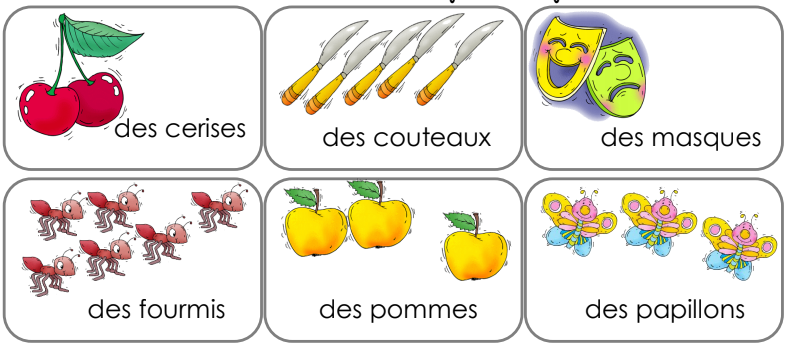 des cerises
des couteaux
des masques
des fourmis
des pommes
des papillons